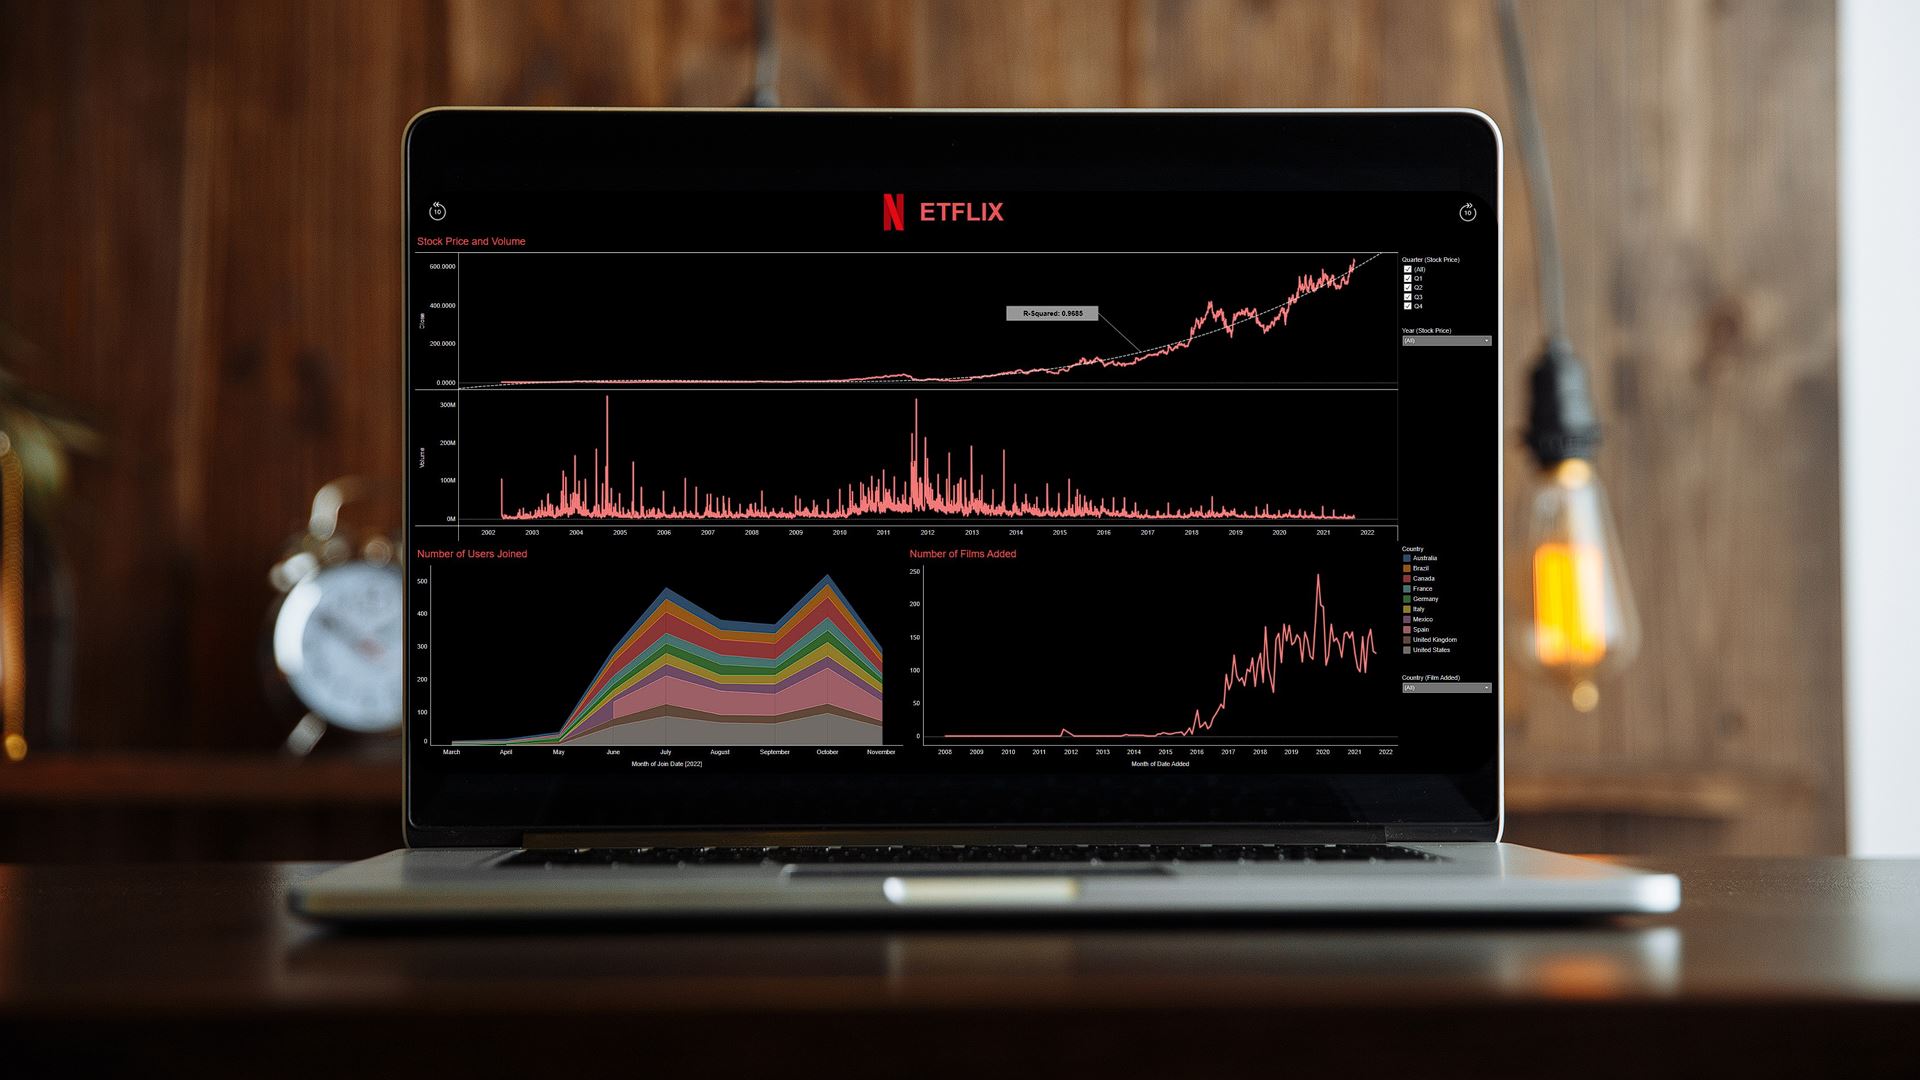 10
N ETFLIX
10
Stock Price and Volume
600.0000
400.0000
200.0000
0.0000
Close
R-Squared: 0.9685
Quarter (Stock Price)
(All)
Q1
Q2
Q3
Q4
Year (Stock Price)
(All)
300M
200M
100M
0M
Volume
2002 2003 2004 2005 2006 2007 2008 2009 2010 2011 2012 2013 2014 2015 2016 2017 2018 2019 2020 2021 2022
Number of Users Joined
500
400
300
200
100
0
March April May June July August September October November
Month of Join Date [2022]
Number of Films Added
250
200
150
100
50
0
2008 2009 2010 2011 2012 2013 2014 2015 2016 2017 2018 2019 2020 2021 2022
Month of Date Added
Country
Australia
Brazil
Canada
France
Germany
Italy
Mexico
Spain
United Kingdom
United States
Country (Film Added)
(All)